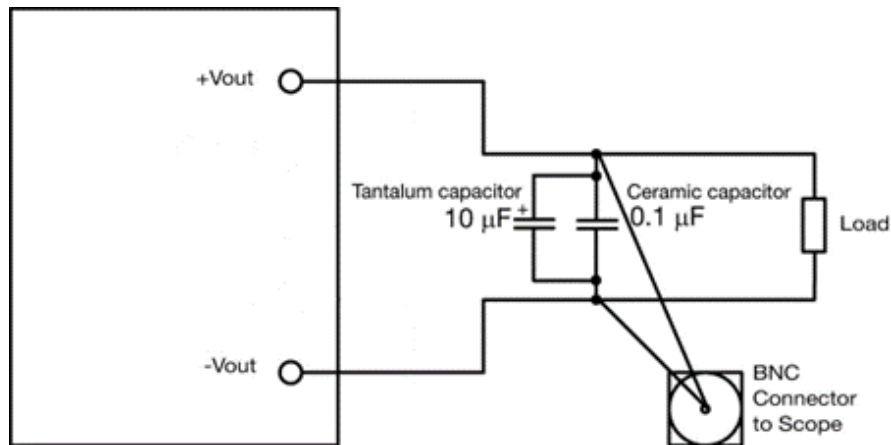 +Vout
Tantalum capacitor
10 μF
+
Ceramic capacitor
0.1 μF
Load
-Vout
BNC
Connector
to Scope